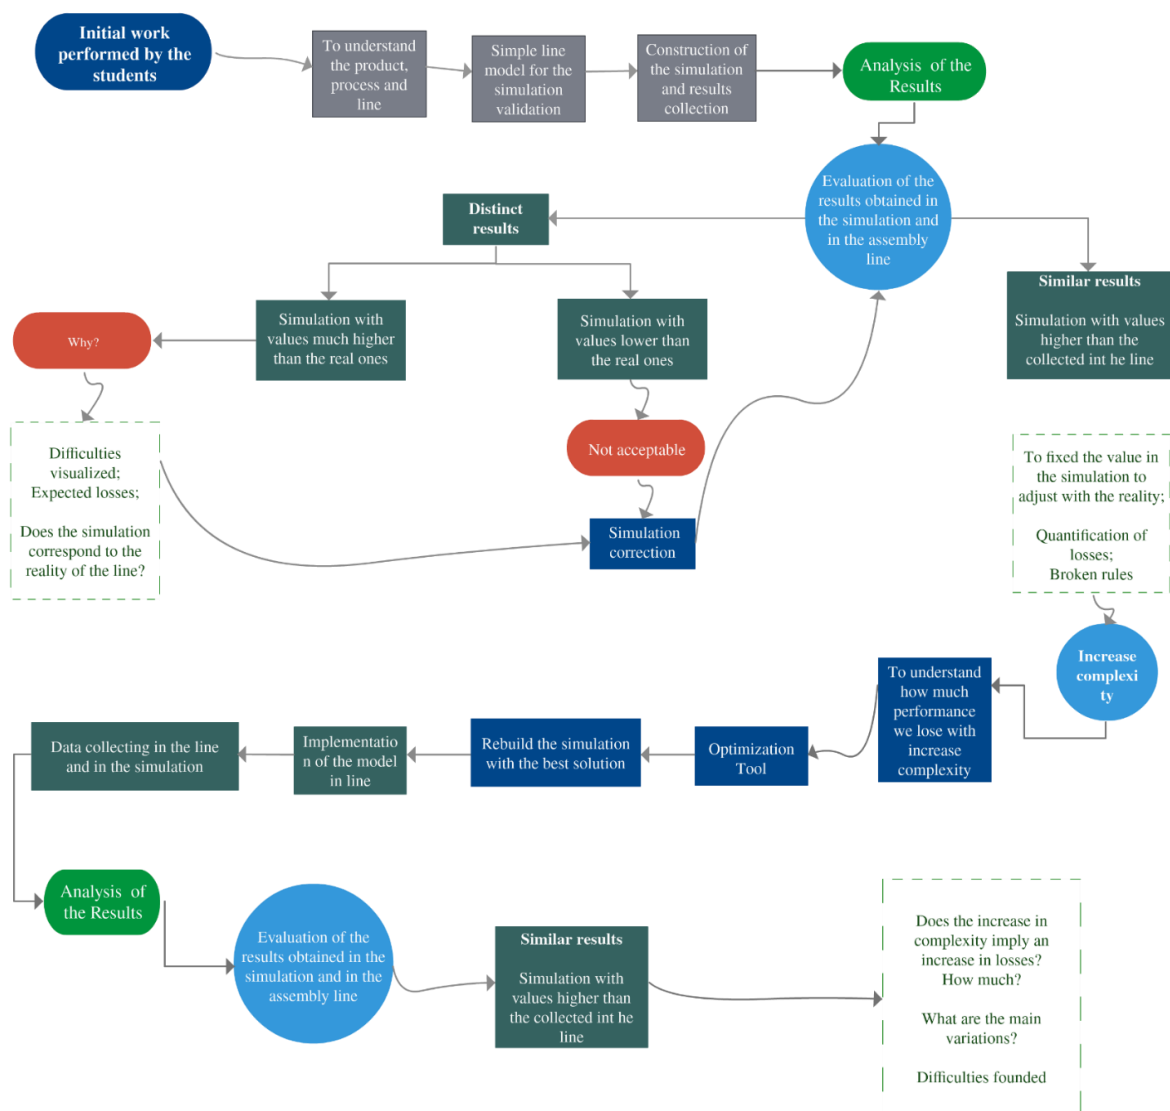 Initial work
performed by the
students
To understand
the product,
process and
line
Simple line
model for the
simulation
validation
Construction of
the simulation
and results
collection
Analysis of the
Results
Evaluation of the
results obtained in
the simulation and
in the assembly
line
Distinct
results
Similar results
Simulation with values
higher than the
collected int he line
Simulation with
values much higher
than the real ones
Simulation with
values lower than
the real ones
Why?
Not acceptable
Difficulties
visualized;
Expected losses;
Does the simulation
correspond to the
reality of the line?
Simulation
correction
To fixed the value in
the simulation to
adjust with the reality;
Quantification of
losses;
Broken rules
Increase
complexi
ty
To understand
how much
performance
we lose with
increase
complexity
Optimization
Tool
Rebuild the simulation
with the best solution
Implementatio
n of the model
in line
Data collecting in the line
and in the simulation
Analysis of
the Results
Evaluation of the
results obtained in the
simulation and in the
assembly line
Similar results
Simulation with
values higher than
the collected int he
line
Does the increase in
complexity imply an
increase in losses?
How much?
What are the main
variations?
Difficulties founded